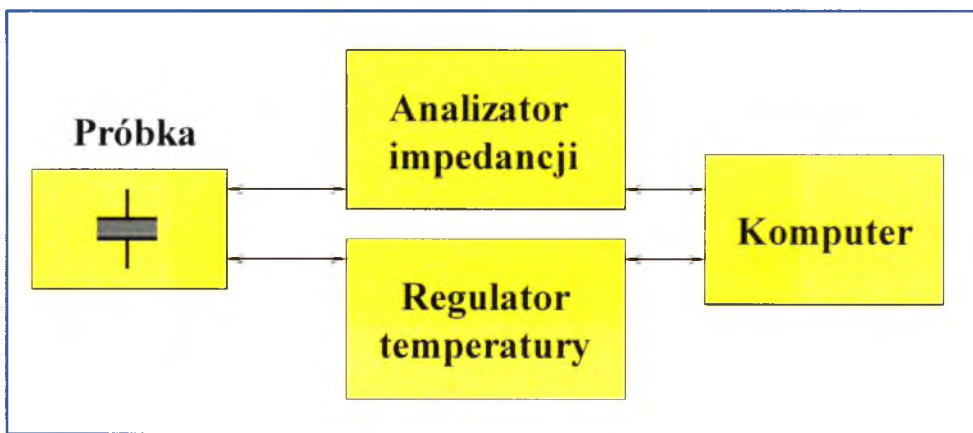 Próbka
Analizator
impedancji
Regulator
temperatury
Komputer